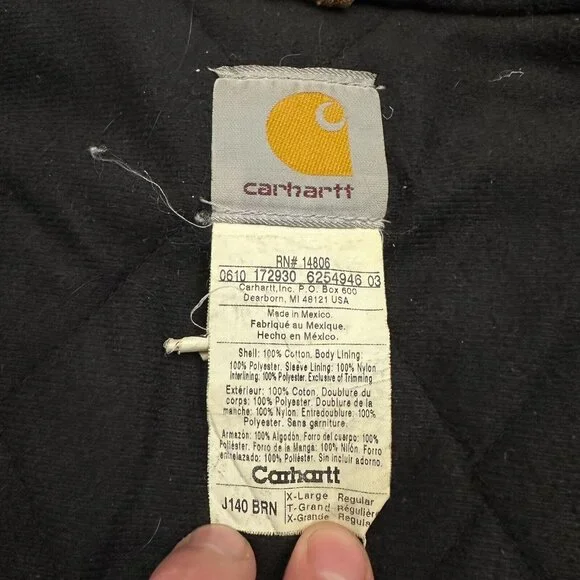 carhartt
RN# 14806
0610 172930 6254946 03
Carhartt,Inc. P.O. Box 600
Dearborn, MI 48121 USA
Made in Mexico.
Fabriqué au Mexique.
Hecho en México.
Shell: 100% Cotton. Body Lining:
100% Polyester. Sleeve Lining: 100% Nylon
Interlining: 100% Polyester. Exclusive of Trimming
Extérieur: 100% Coton. Doublure du
corps: 100% Polyester. Doublure de la
manche: 100% Nylon. Entredoublure: 100%
Polyester. Sans garniture.
Armazón: 100% Algodón. Forro del cuerpo: 100%
Poliéster. Forro de la Manga: 100% Nilón. Forro
Poliéster. Sin incluir adorno.
Carhartt
J140 BRN
X-Large Regular
T-Grand Régulier
X-Grande Regular